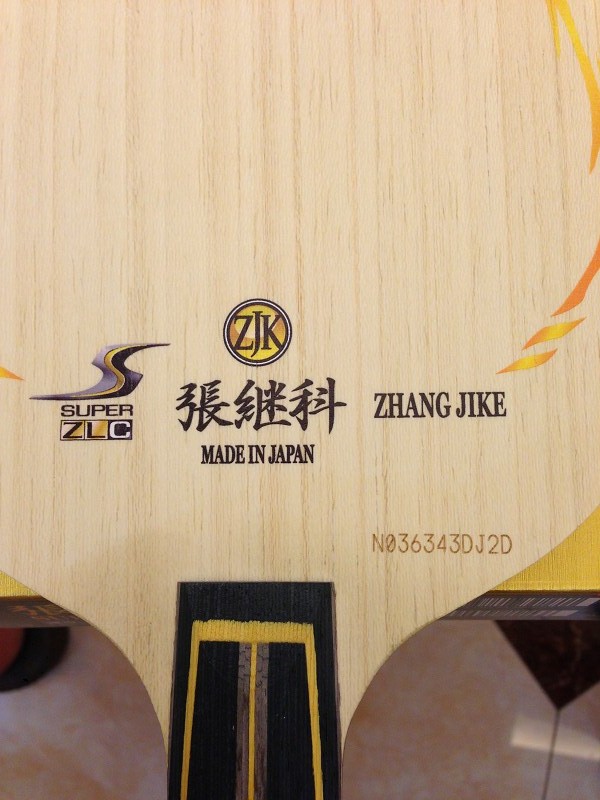 ZJK
SUPER
ZLC
張継科
MADE IN JAPAN
ZHANG JIKE
N036343DJ2D